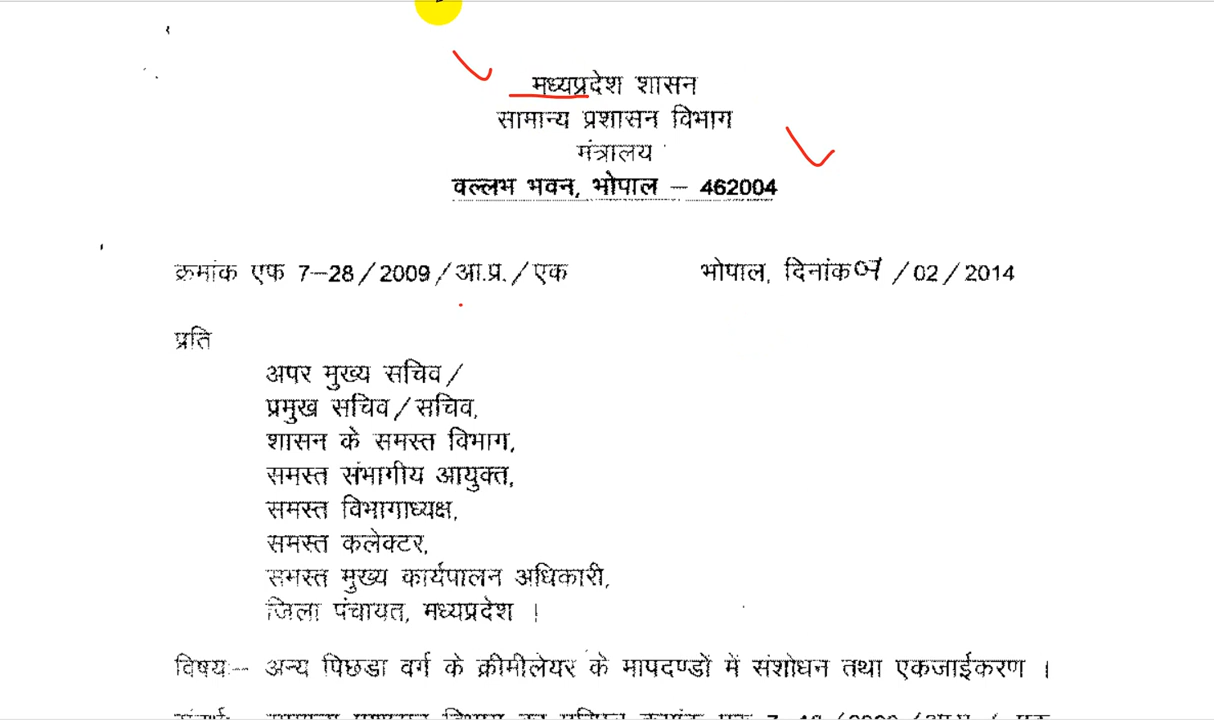 मध्यप्रदेश शासन
सामान्य प्रशासन विभाग
मंत्रालय
वल्लभ भवन, भोपाल – 462004
क्रमांक एफ 7–28/2009/आ.प्र./एक भोपाल, दिनांक /02/2014
प्रति
अपर मुख्य सचिव/
प्रमुख सचिव/सचिव,
शासन के समस्त विभाग,
समस्त संभागीय आयुक्त,
समस्त विभागाध्यक्ष,
समस्त कलेक्टर,
समस्त मुख्य कार्यपालन अधिकारी,
जिला पंचायत, मध्यप्रदेश ।
विषयः– अन्य पिछडा वर्ग के क्रीमीलेयर के मापदण्डों में संशोधन तथा एकजाईकरण ।